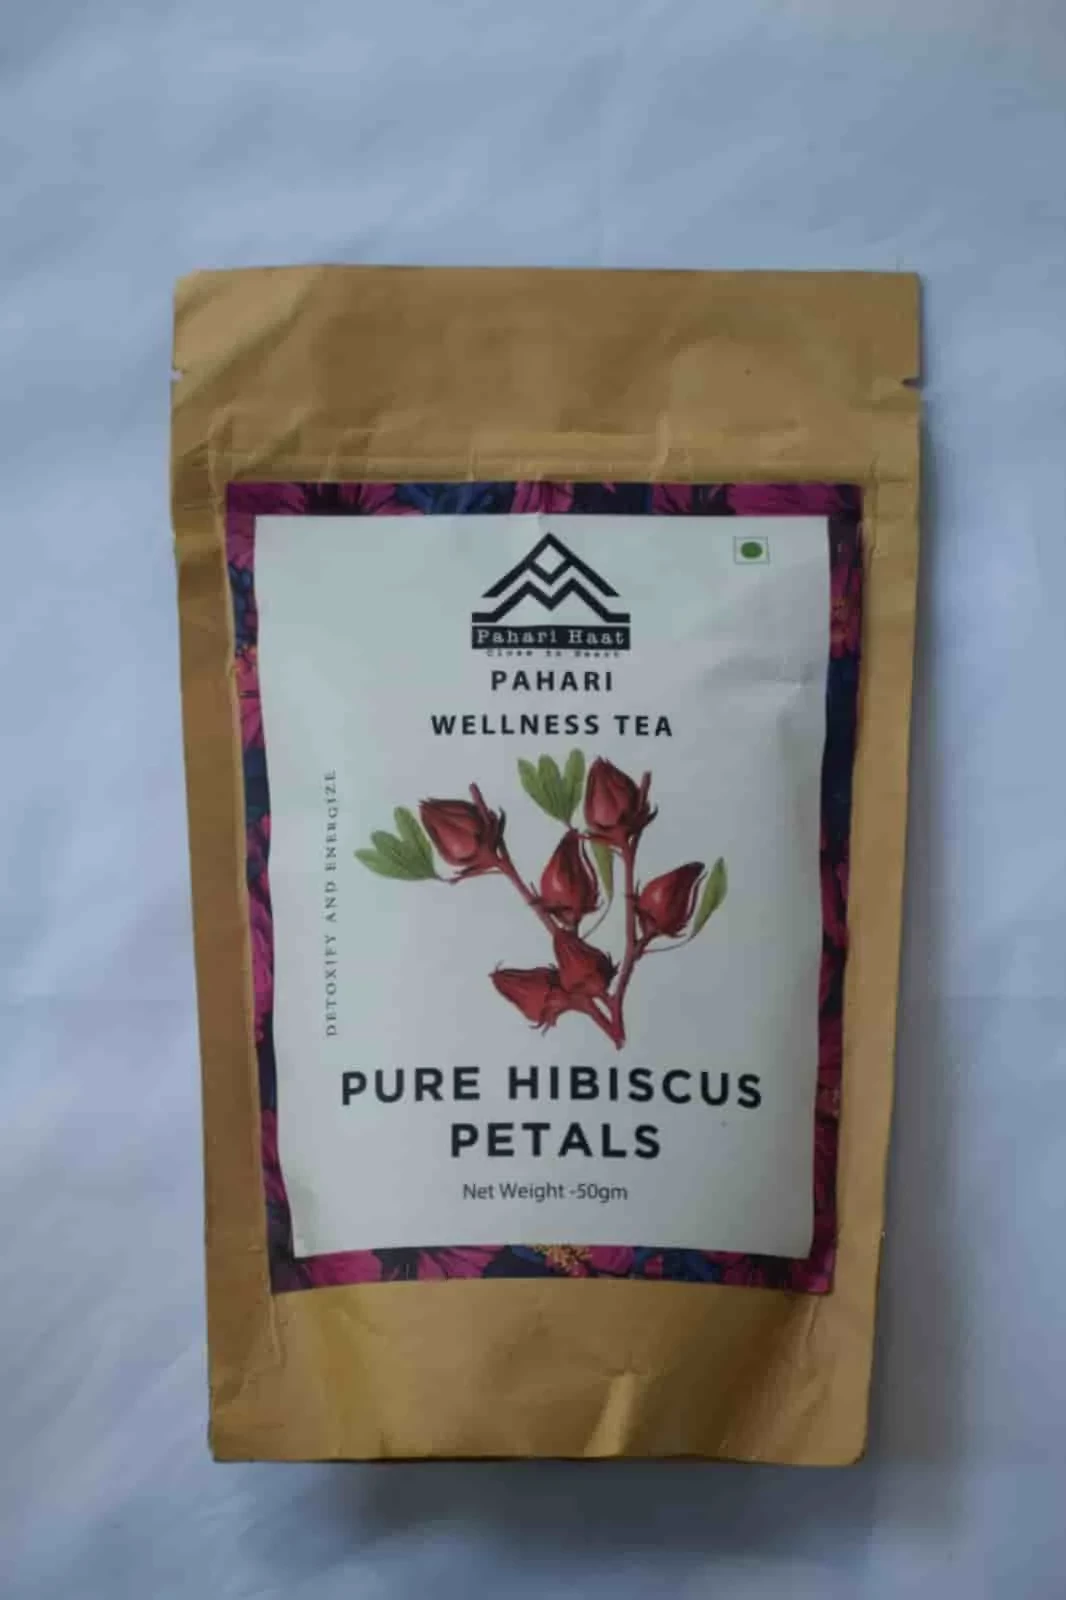 Pahari Haat
PAHARI
WELLNESS TEA
DETOXIFY AND ENERGIZE
PURE HIBISCUS
PETALS
Net Weight -50gm